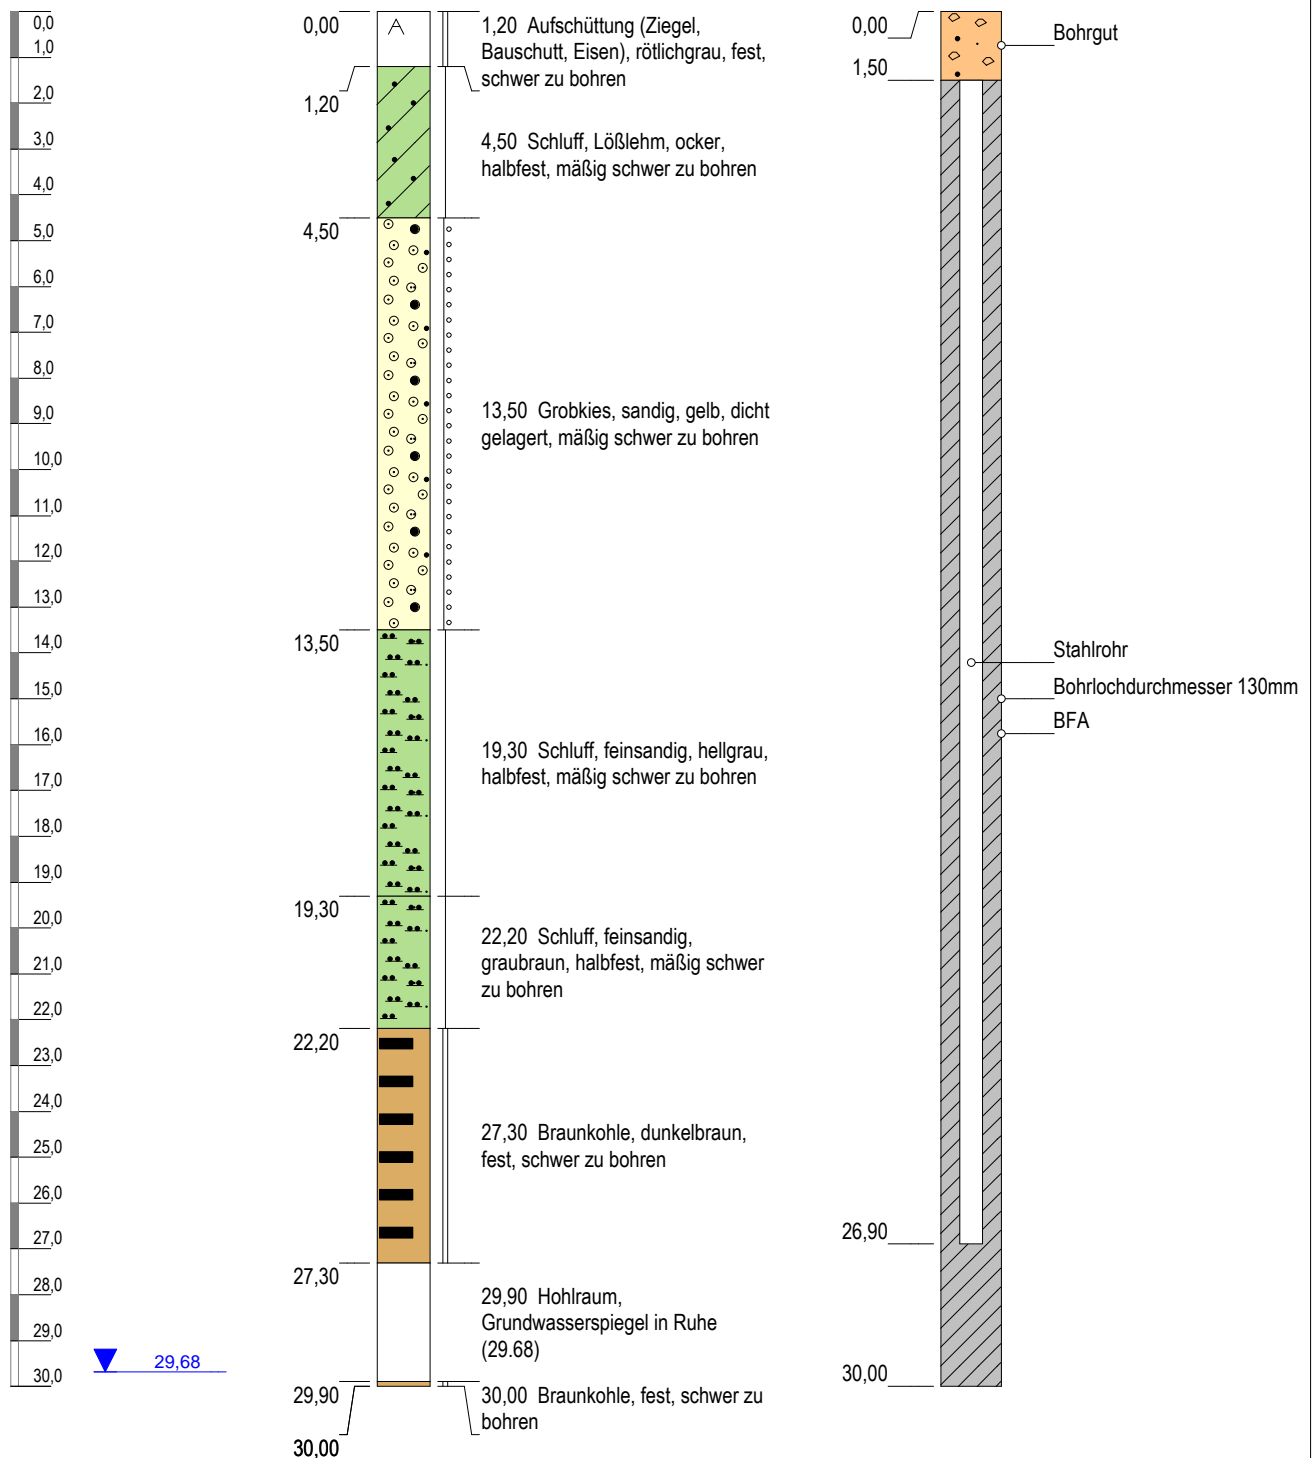 0,0
1,0
2,0
3,0
4,0
5,0
6,0
7,0
8,0
9,0
10,0
11,0
12,0
13,0
14,0
15,0
16,0
17,0
18,0
19,0
20,0
21,0
22,0
23,0
24,0
25,0
26,0
27,0
28,0
29,0
30,0
29,68
0,00
1,20
4,50
13,50
19,30
22,20
27,30
29,90
30,00
1,20 Aufschüttung (Ziegel,
Bauschutt, Eisen), rötlichgrau, fest,
schwer zu bohren
4,50 Schluff, Lößlehm, ocker,
halbfest, mäßig schwer zu bohren
13,50 Grobkies, sandig, gelb, dicht
gelagert, mäßig schwer zu bohren
19,30 Schluff, feinsandig, hellgrau,
halbfest, mäßig schwer zu bohren
22,20 Schluff, feinsandig,
graubraun, halbfest, mäßig schwer
zu bohren
27,30 Braunkohle, dunkelbraun,
fest, schwer zu bohren
29,90 Hohlraum,
Grundwasserspiegel in Ruhe
(29.68)
30,00 Braunkohle, fest, schwer zu
bohren
0,00
1,50
26,90
30,00
Bohrgut
Stahlrohr
Bohrlochdurchmesser 130mm
BFA